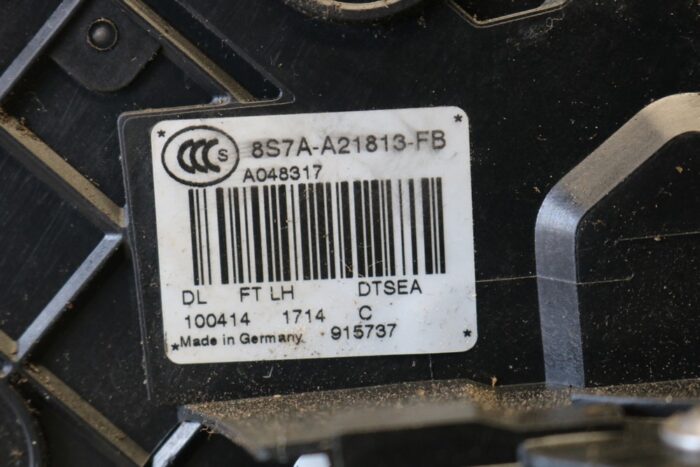 CCC S 8S7A-A21813-FB
A048317
DL FT LH DTSEA
100414 1714 C
Made in Germany 915737